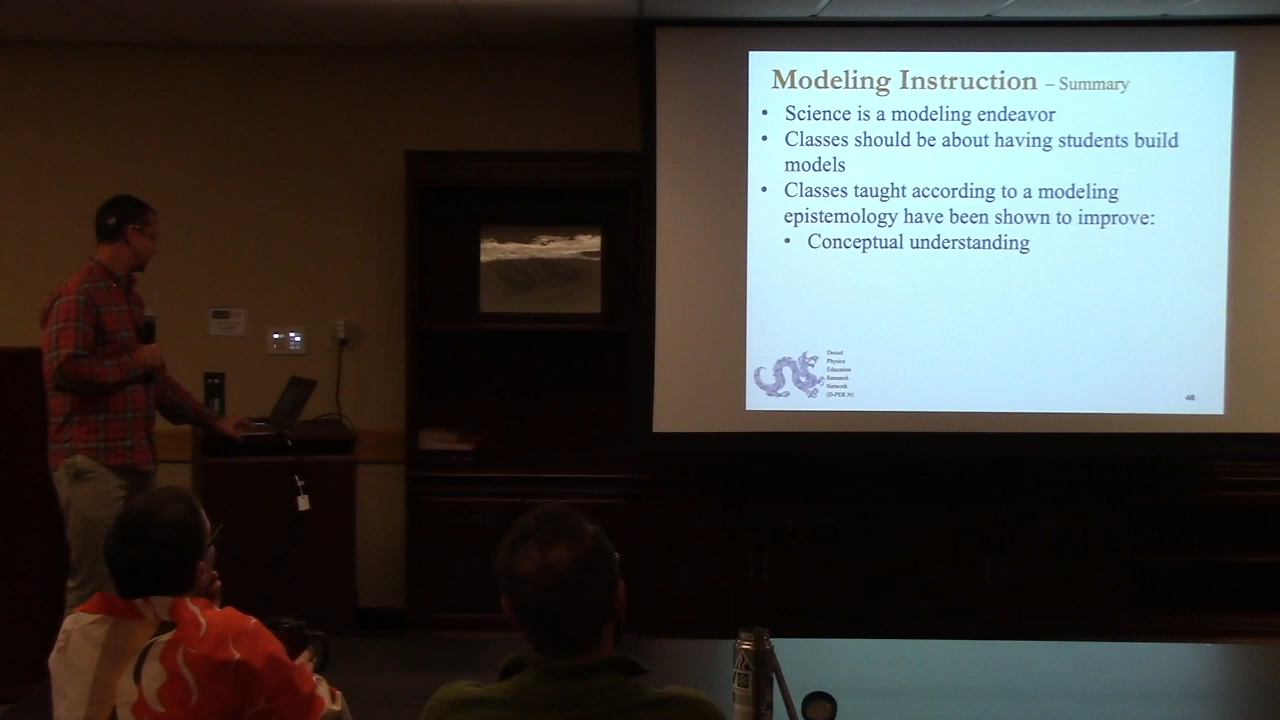 Modeling Instruction – Summary
• Science is a modeling endeavor
• Classes should be about having students build
models
• Classes taught according to a modeling
epistemology have been shown to improve:
• Conceptual understanding
Drexel
Physics
Education
Research
Network
(D-PER N)
48